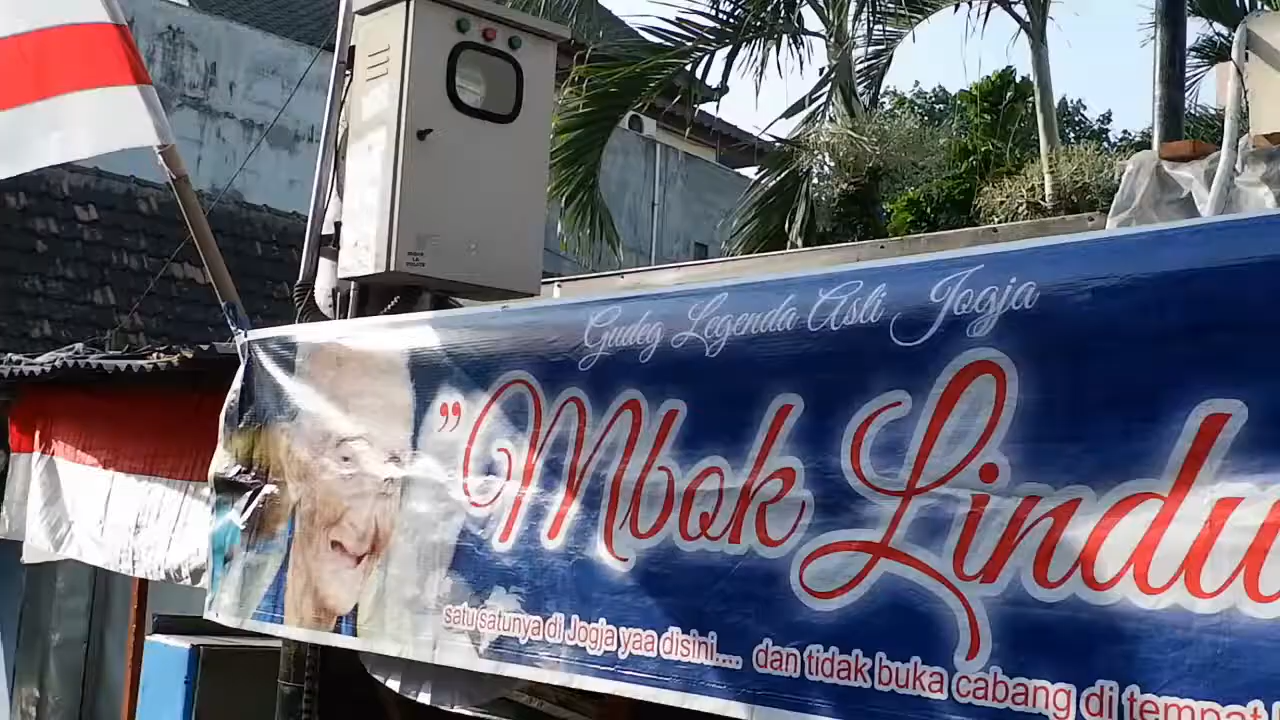 Gudeg Legenda Asli Jogja
"Mbok Lindu
satu satunya di Jogja yaa disini.... dan tidak buka cabang di tempat